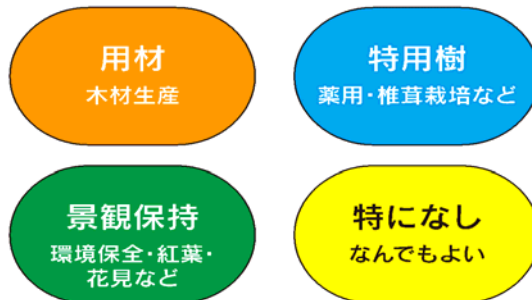 用材
木材生産
特用樹
薬用・椎茸栽培など
景観保持
環境保全・紅葉・
花見など
特になし
なんでもよい